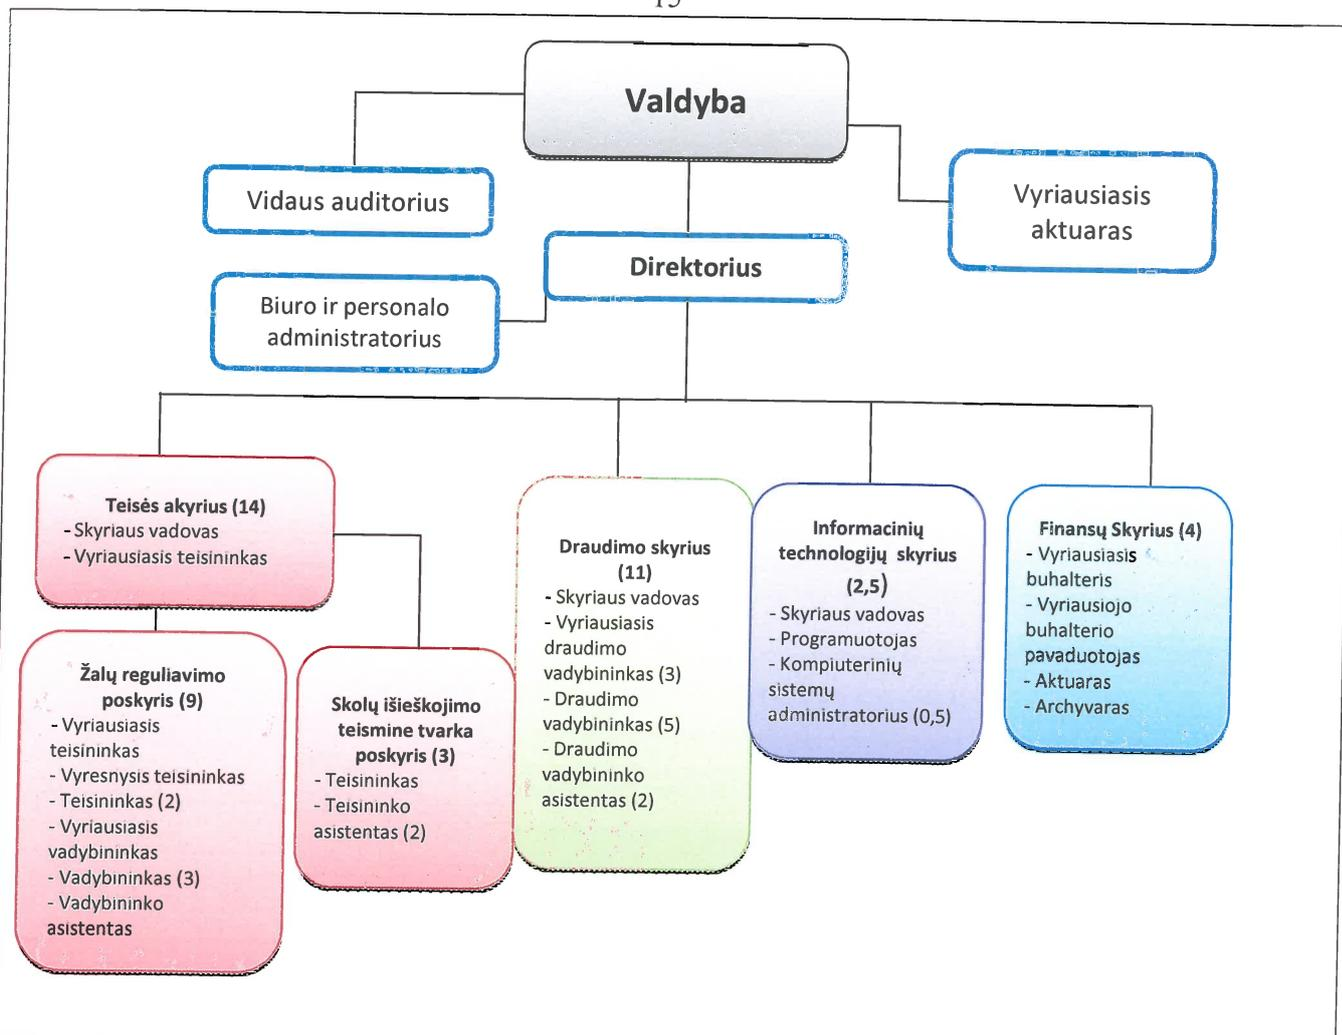 Valdyba
Vidaus auditorius
Vyriausiasis
aktuaras
Direktorius
Biuro ir personalo
administratorius
Teisės akyrius (14)
- Skyriaus vadovas
- Vyriausiasis teisininkas
Žalų reguliavimo
poskyris (9)
- Vyriausiasis
teisininkas
- Vyresnysis teisininkas
- Teisininkas (2)
- Vyriausiasis
vadybininkas
- Vadybininkas (3)
- Vadybininko
asistentas
Skolų išieškojimo
teismine tvarka
poskyris (3)
- Teisininkas
- Teisininko
asistentas (2)
Draudimo skyrius
(11)
- Skyriaus vadovas
- Vyriausiasis
draudimo
vadybininkas (3)
- Draudimo
vadybininkas (5)
- Draudimo
vadybininko
asistentas (2)
Informacinių
technologijų skyrius
(2,5)
- Skyriaus vadovas
- Programuotojas
- Kompiuterinių
sistemų
administratorius (0,5)
Finansų Skyrius (4)
- Vyriausiasis
buhalteris
- Vyriausiojo
buhalterio
pavaduotojas
- Aktuaras
- Archyvaras